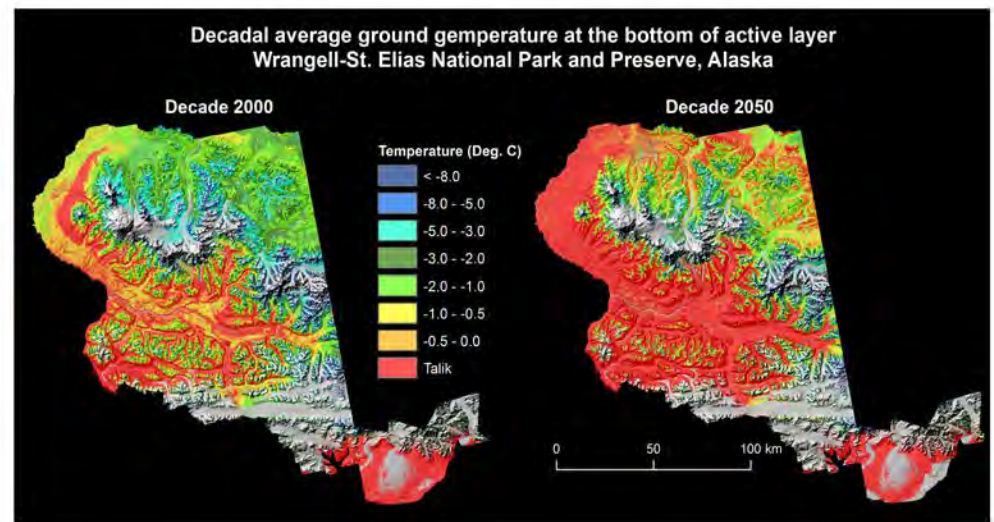 Decadal average ground gemperature at the bottom of active layer
Wrangell-St. Elias National Park and Preserve, Alaska
Decade 2000
Decade 2050
Temperature (Deg. C)
< -8.0
-8.0 - -5.0
-5.0 - -3.0
-3.0 - -2.0
-2.0 - -1.0
-1.0 - -0.5
-0.5 - 0.0
Talik
0 50 100 km